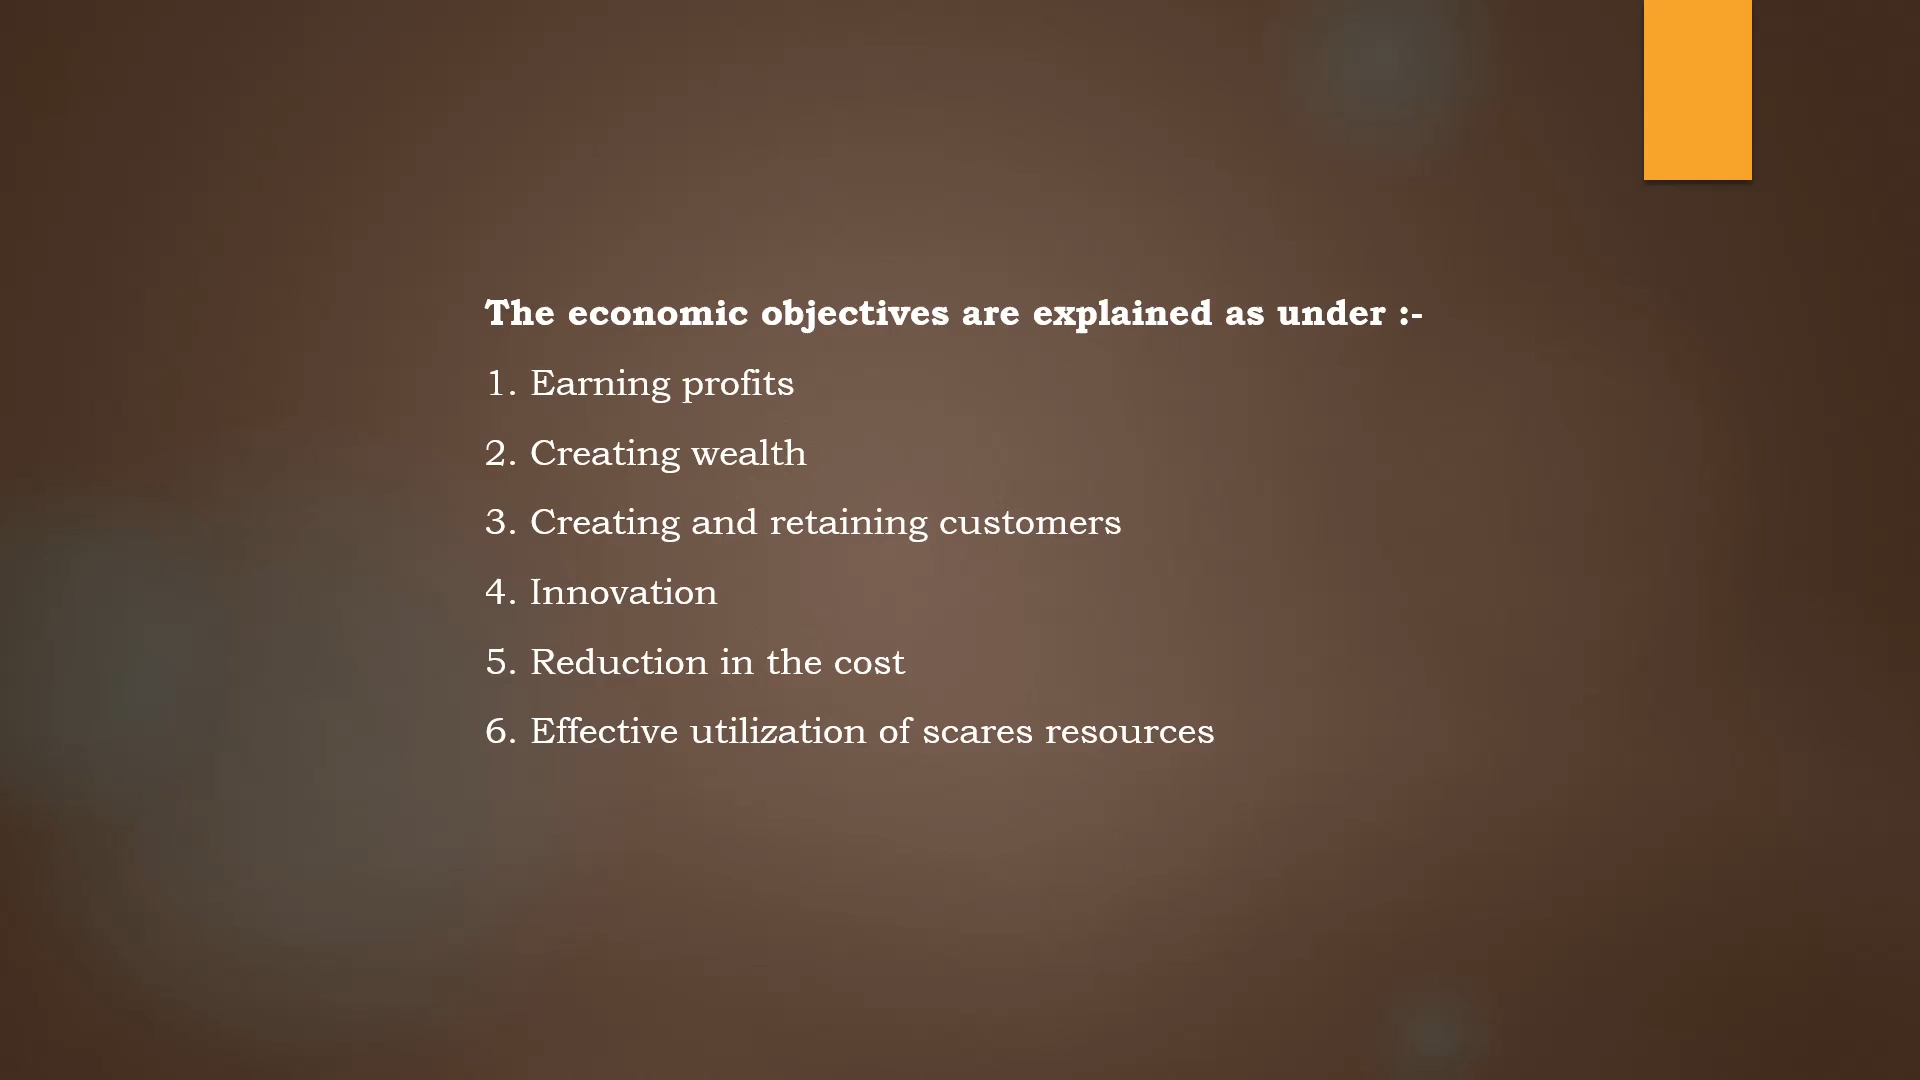 The economic objectives are explained as under :-
1. Earning profits
2. Creating wealth
3. Creating and retaining customers
4. Innovation
5. Reduction in the cost
6. Effective utilization of scares resources